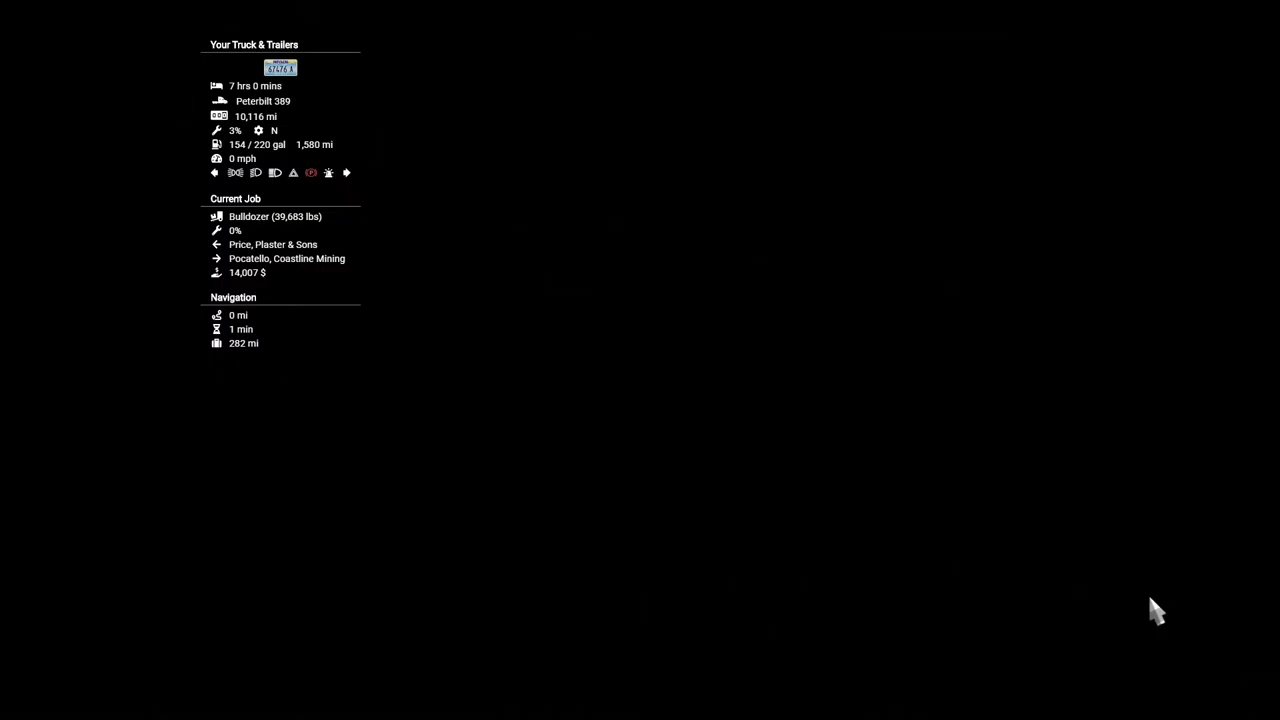 Your Truck & Trailers
67476 A
7 hrs 0 mins
Peterbilt 389
10,116 mi
3% N
154 / 220 gal 1,580 mi
0 mph
Current Job
Bulldozer (39,683 lbs)
0%
Price, Plaster & Sons
Pocatello, Coastline Mining
14,007 $
Navigation
0 mi
1 min
282 mi